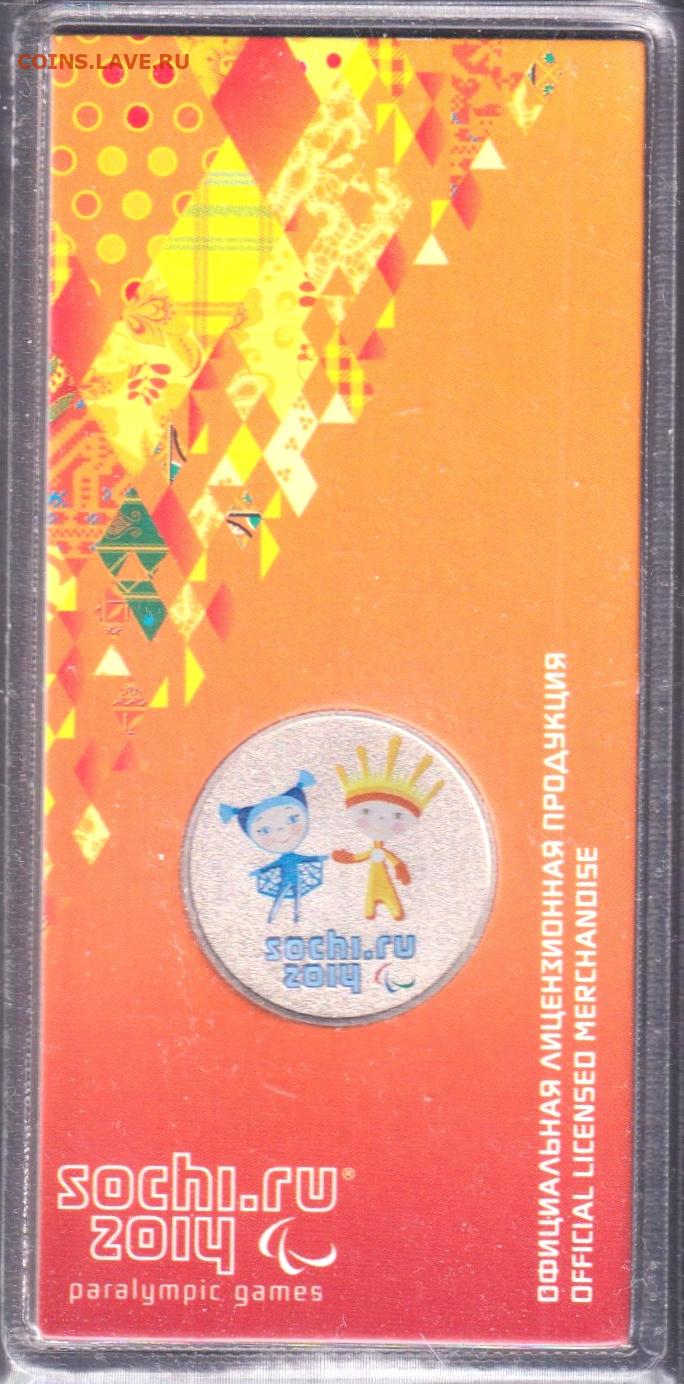 COINS.LAVE.RU
sochi.ru
2014
sochi.ru®
2014
paralympic games
ОФИЦИАЛЬНАЯ ЛИЦЕНЗИОННАЯ ПРОДУКЦИЯ
OFFICIAL LICENSED MERCHANDISE